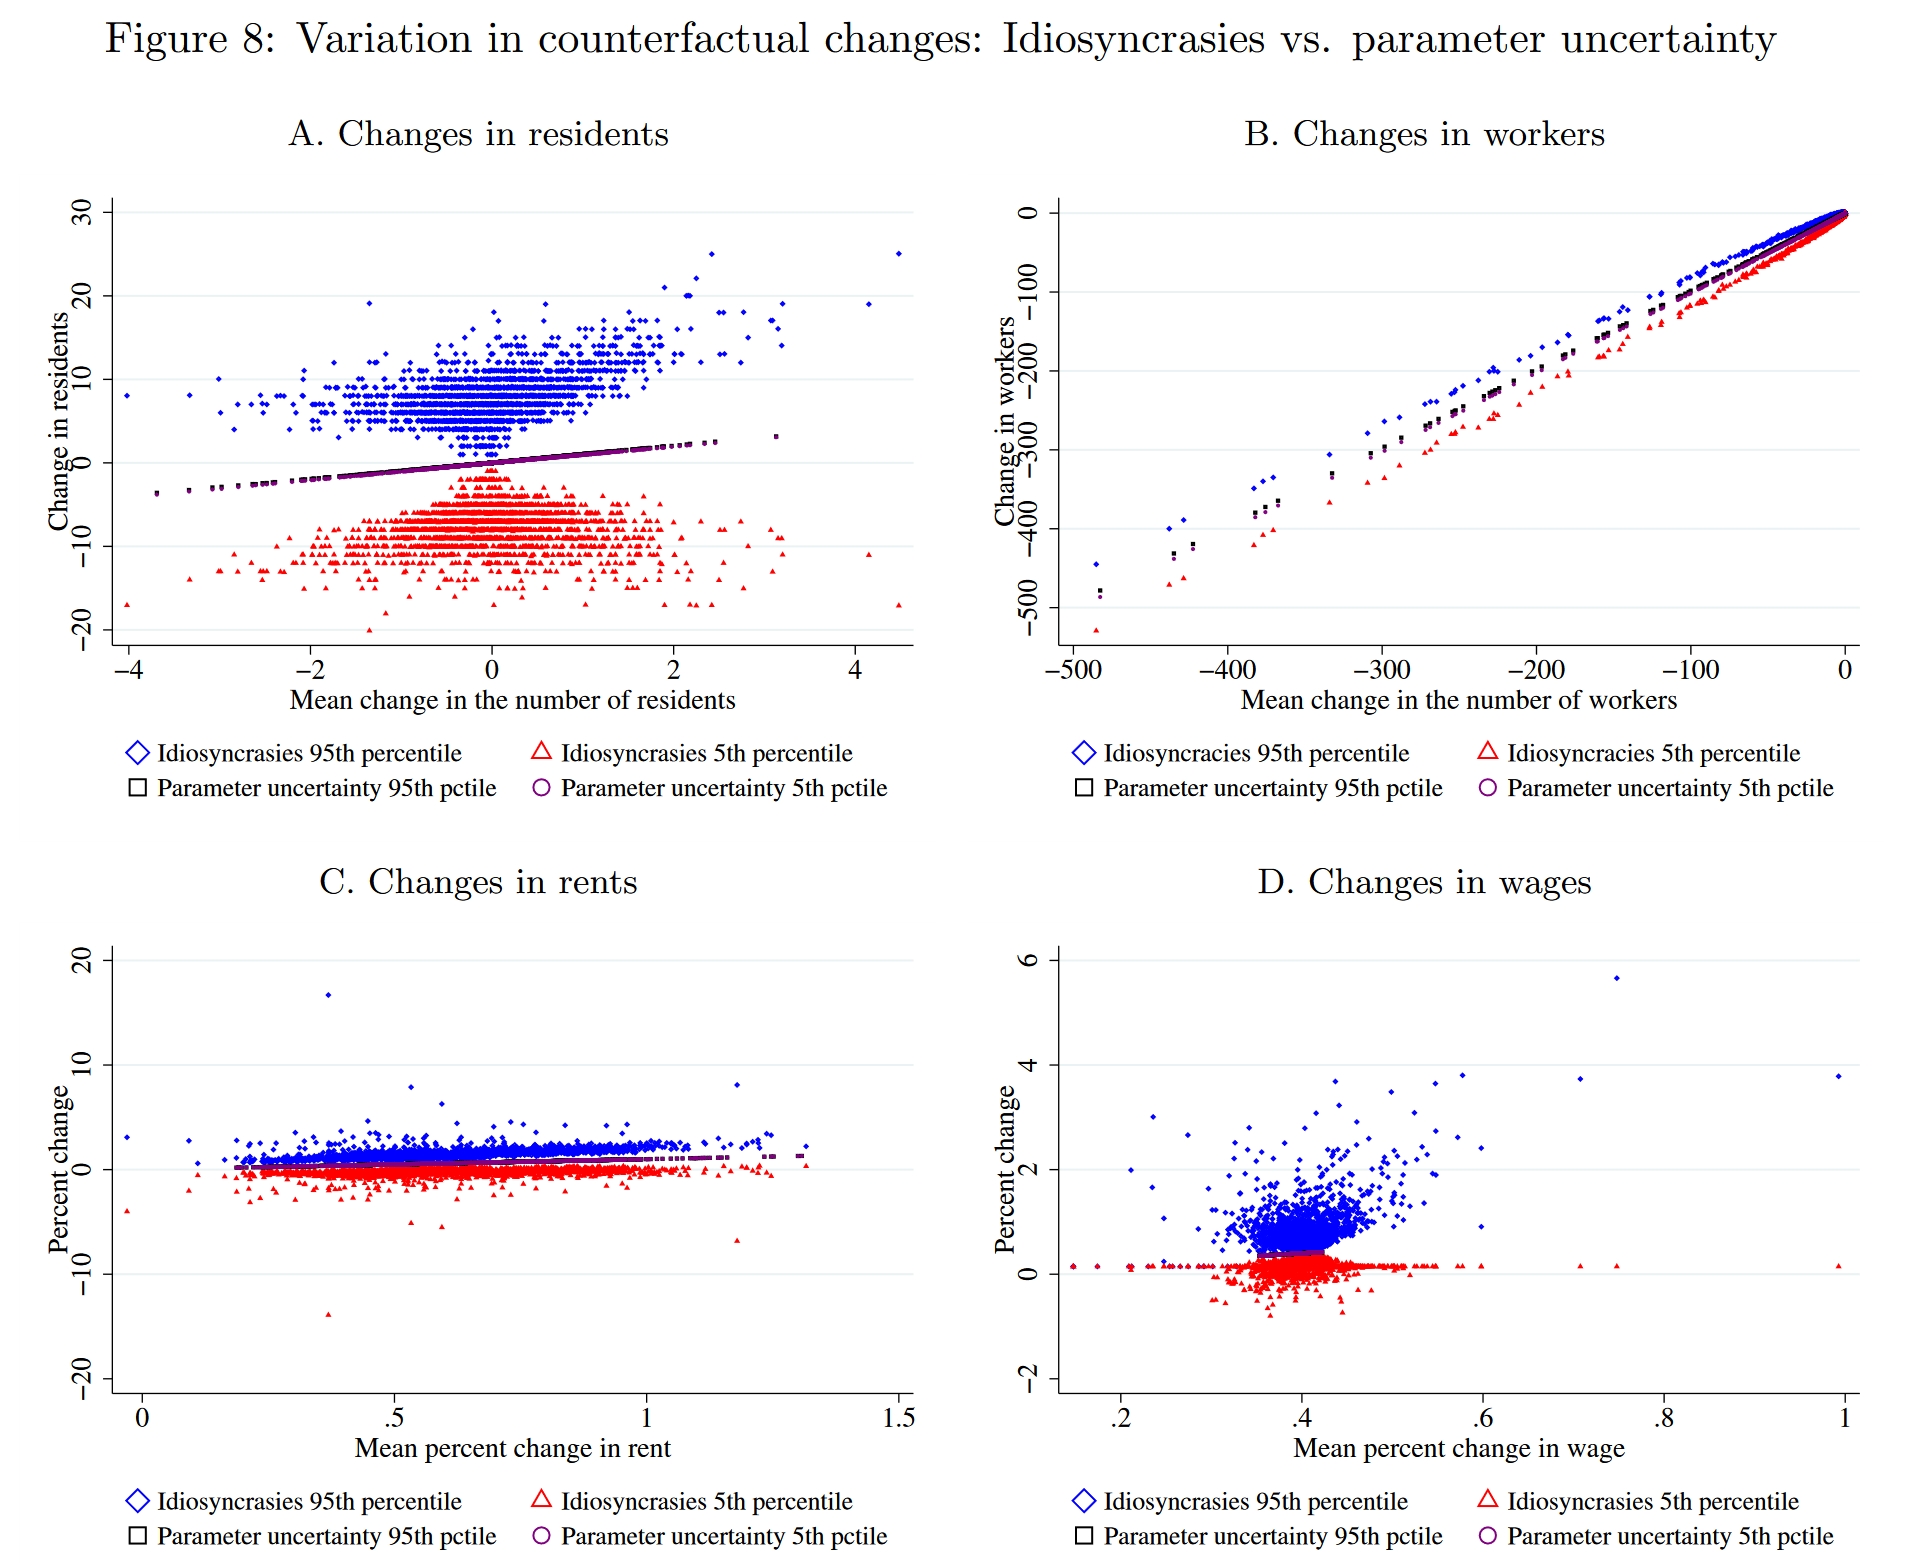 Figure 8: Variation in counterfactual changes: Idiosyncrasies vs. parameter uncertainty
A. Changes in residents
Change in residents
30
20
10
0
−10
−20
−4
−2
0
2
4
Mean change in the number of residents
Idiosyncrasies 95th percentile
Idiosyncrasies 5th percentile
Parameter uncertainty 95th pctile
Parameter uncertainty 5th pctile
B. Changes in workers
Change in workers
0
−100
−200
−300
−400
−500
−500
−400
−300
−200
−100
0
Mean change in the number of workers
Idiosyncracies 95th percentile
Idiosyncracies 5th percentile
Parameter uncertainty 95th pctile
Parameter uncertainty 5th pctile
C. Changes in rents
Percent change
20
10
0
−10
−20
0
.5
1
1.5
Mean percent change in rent
Idiosyncrasies 95th percentile
Idiosyncrasies 5th percentile
Parameter uncertainty 95th pctile
Parameter uncertainty 5th pctile
D. Changes in wages
Percent change
6
4
2
0
−2
.2
.4
.6
.8
1
Mean percent change in wage
Idiosyncrasies 95th percentile
Idiosyncrasies 5th percentile
Parameter uncertainty 95th pctile
Parameter uncertainty 5th pctile